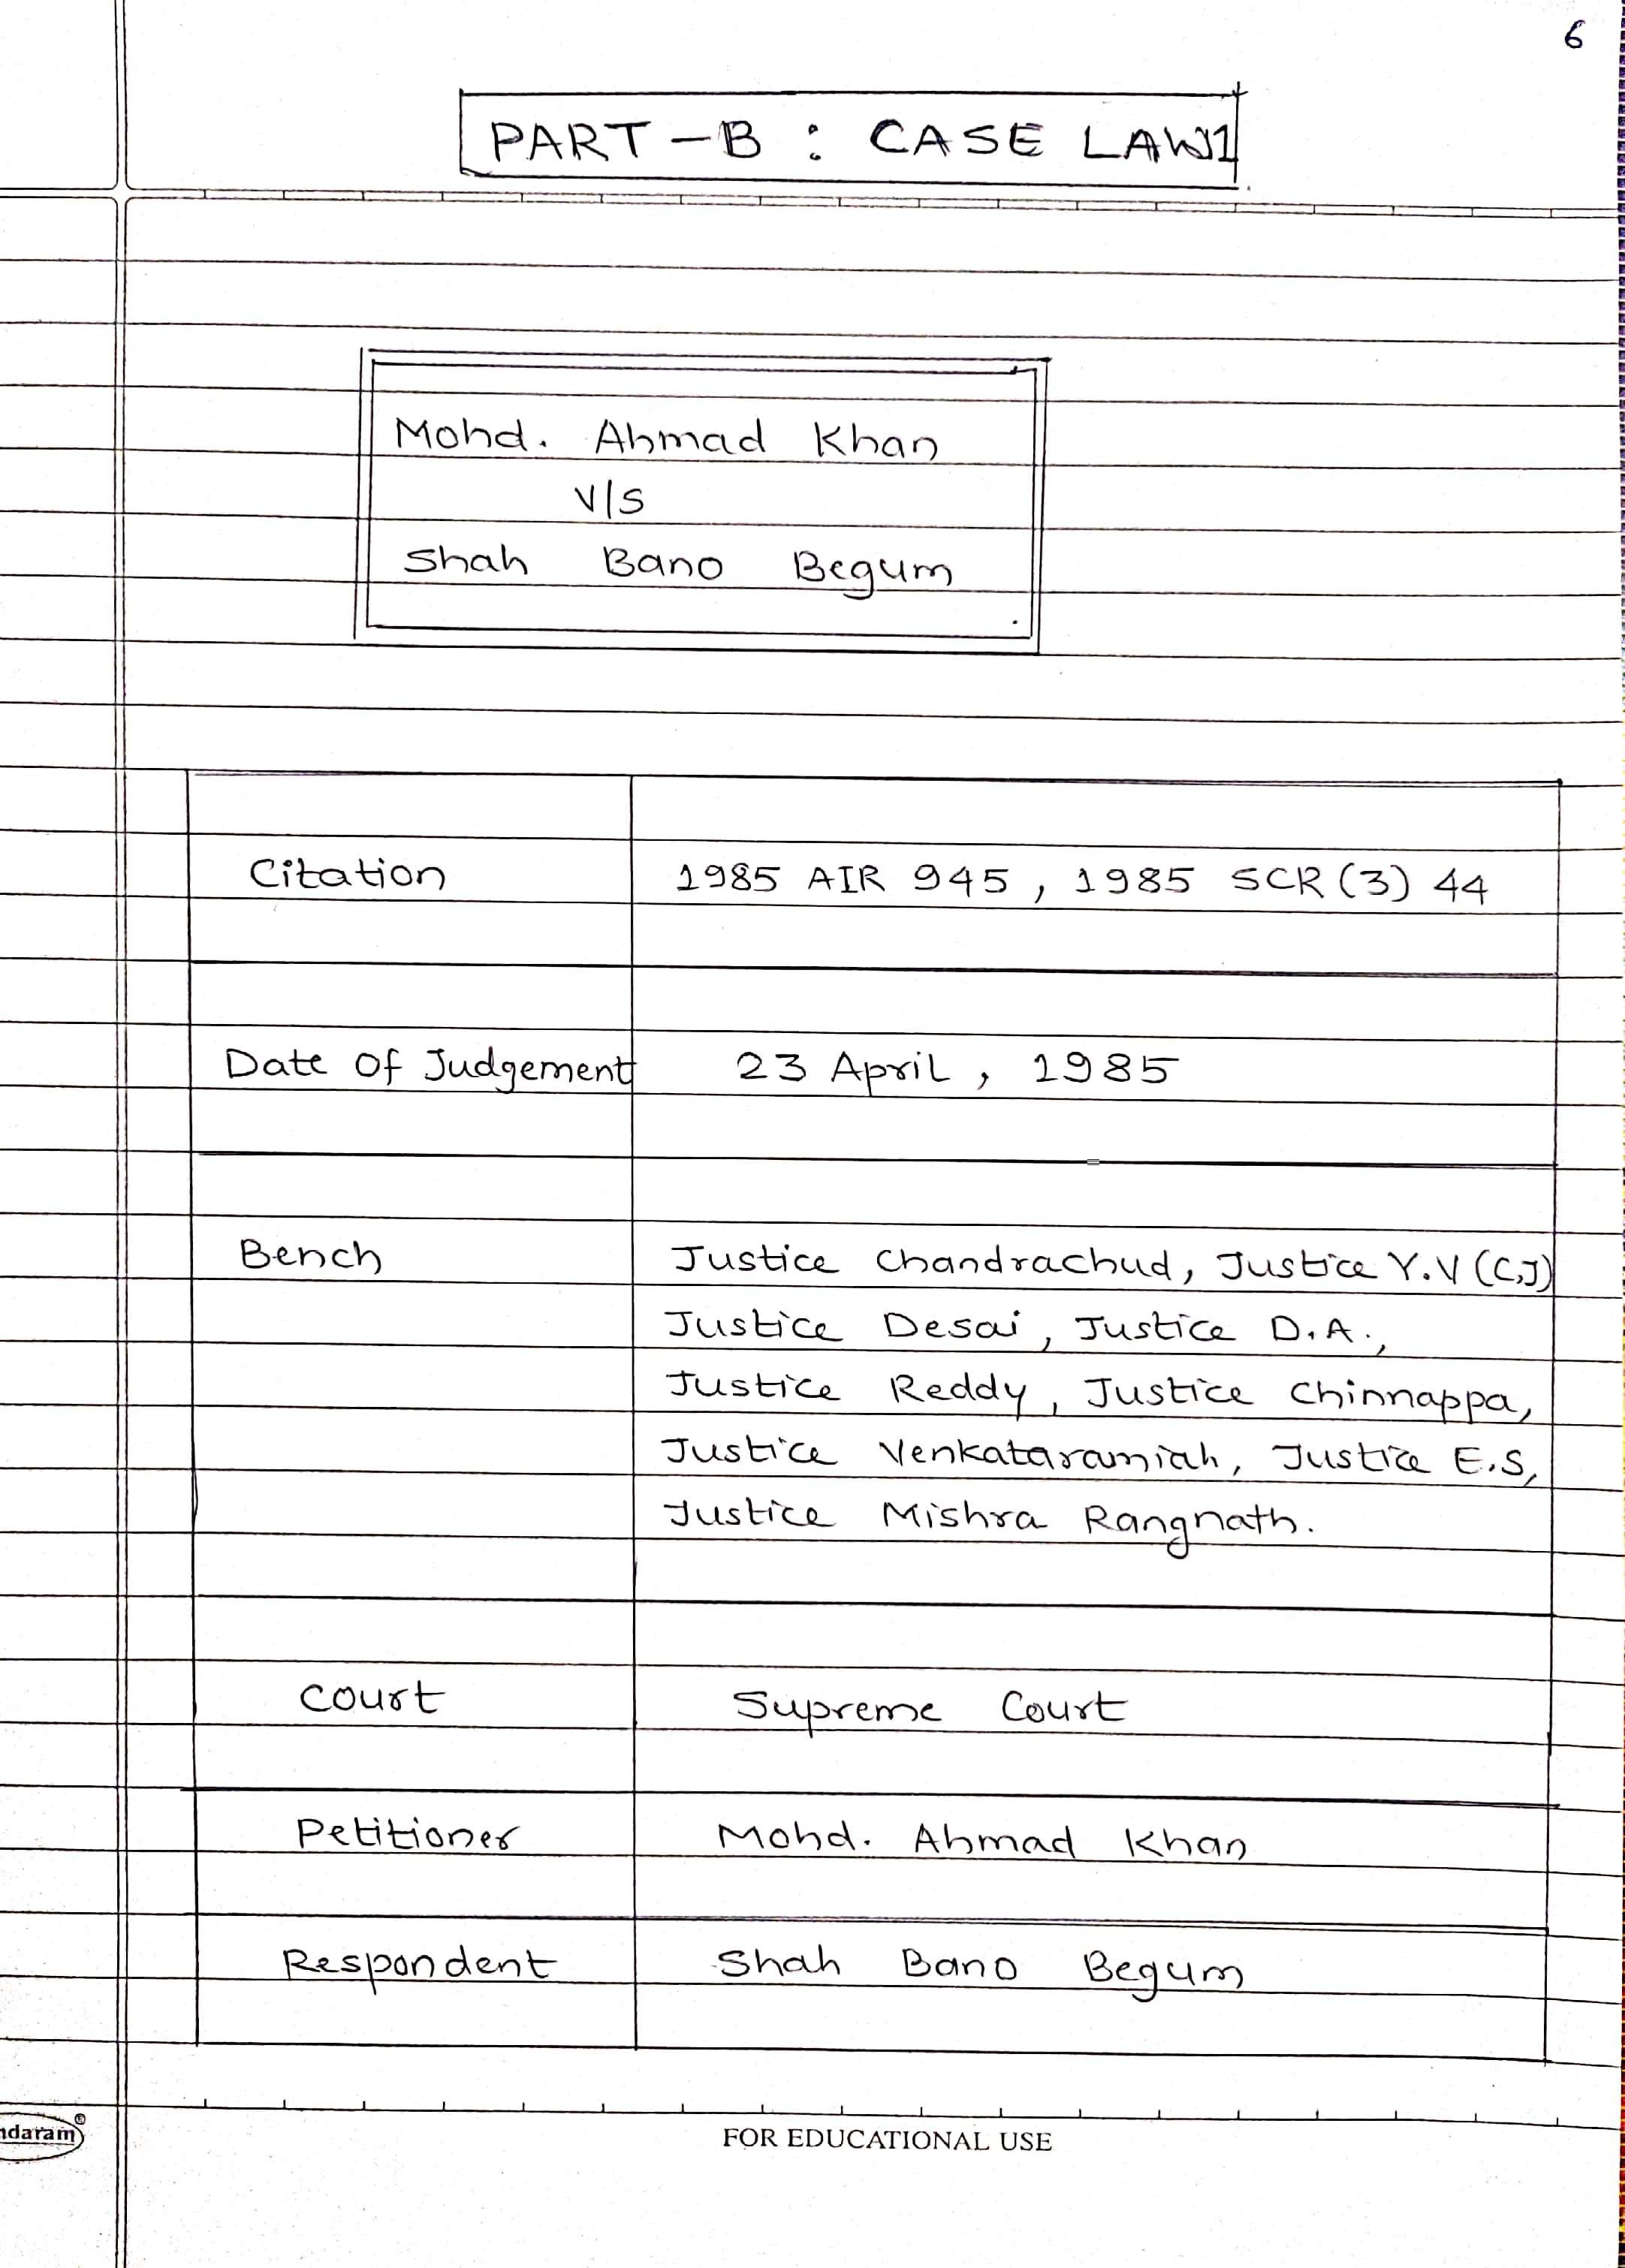 6
PART-B : CASE LAW1
Mohd. Ahmad Khan
V/S
Shah Bano Begum
Citation 1985 AIR 945, 1985 SCR (3) 44
Date Of Judgement 23 April, 1985
Bench Justice Chandrachud, Justice Y.V (C,J)
Justice Desai, Justice D.A.,
Justice Reddy, Justice Chinnappa,
Justice Venkataramiah, Justice E.S,
Justice Mishra Rangnath.
Court Supreme Court
Petitioner Mohd. Ahmad Khan
Respondent Shah Bano Begum
ndaram®
FOR EDUCATIONAL USE